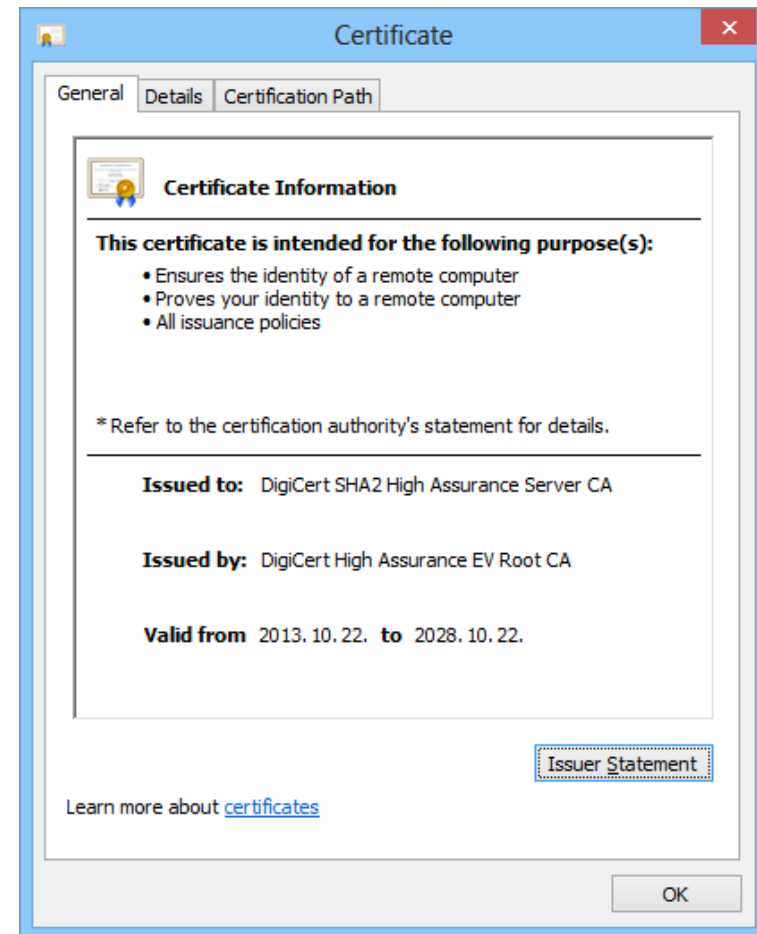 Certificate
General Details Certification Path
Certificate Information
This certificate is intended for the following purpose(s):
• Ensures the identity of a remote computer
• Proves your identity to a remote computer
• All issuance policies
* Refer to the certification authority's statement for details.
Issued to: DigiCert SHA2 High Assurance Server CA
Issued by: DigiCert High Assurance EV Root CA
Valid from 2013. 10. 22. to 2028. 10. 22.
Issuer Statement
Learn more about certificates
OK